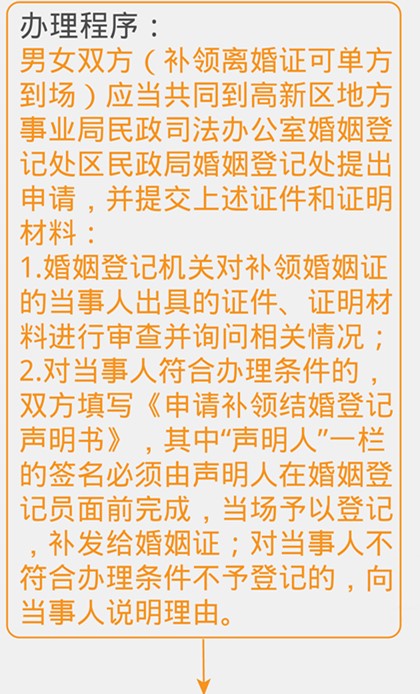 办理程序：
男女双方（补领离婚证可单方
到场）应当共同到高新区地方
事业局民政司法办公室婚姻登
记处区民政局婚姻登记处提出
申请，并提交上述证件和证明
材料：
1.婚姻登记机关对补领婚姻证
的当事人出具的证件、证明材
料进行审查并询问相关情况；
2.对当事人符合办理条件的，
双方填写《申请补领结婚登记
声明书》，其中“声明人”一栏
的签名必须由声明人在婚姻登
记员面前完成，当场予以登记
，补发给婚姻证；对当事人不
符合办理条件不予登记的，向
当事人说明理由。